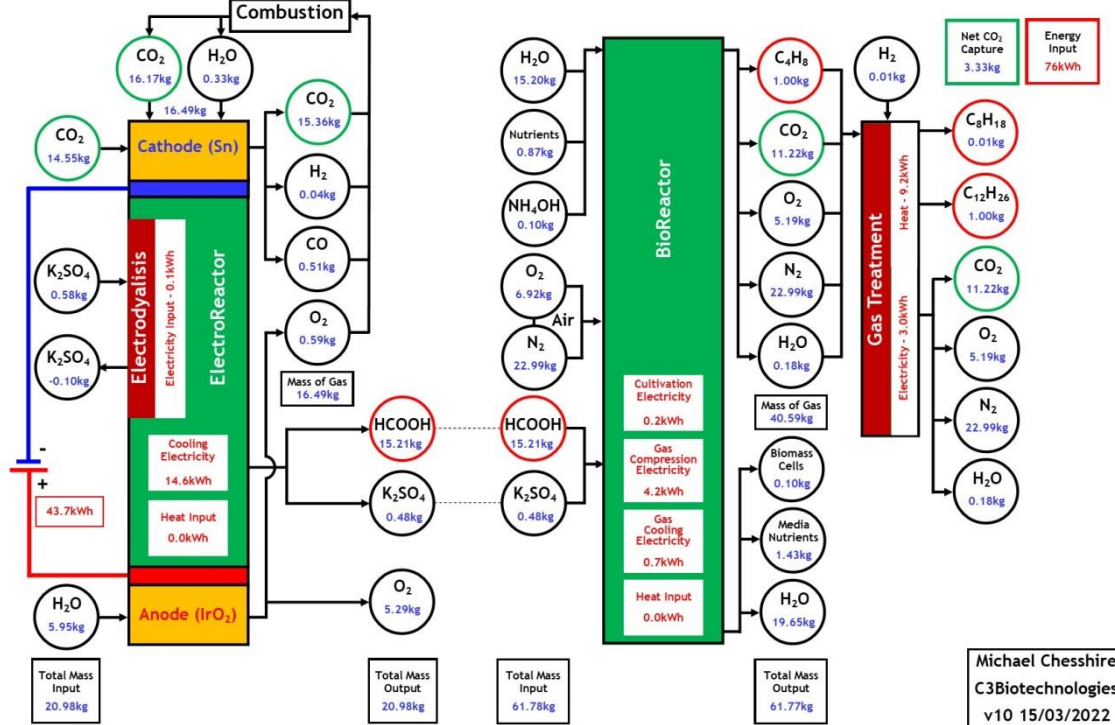 Combustion
CO₂
16.17kg
H₂O
0.33kg
16.49kg
CO₂
14.55kg
Cathode (Sn)
CO₂
15.36kg
H₂
0.04kg
CO
0.51kg
O₂
0.59kg
Mass of Gas
16.49kg
K₂SO₄
0.58kg
K₂SO₄
-0.10kg
Electrodyalisis
Electricity Input - 0.1kWh
ElectroReactor
Cooling
Electricity
14.6kWh
Heat Input
0.0kWh
-
+
43.7kWh
H₂O
5.95kg
Anode (IrO₂)
HCOOH
15.21kg
K₂SO₄
0.48kg
O₂
5.29kg
Total Mass
Input
20.98kg
Total Mass
Output
20.98kg
H₂O
15.20kg
Nutrients
0.87kg
NH₄OH
0.10kg
O₂
6.92kg
Air
N₂
22.99kg
HCOOH
15.21kg
K₂SO₄
0.48kg
Total Mass
Input
61.78kg
BioReactor
Cultivation
Electricity
0.2kWh
Gas
Compression
Electricity
4.2kWh
Gas
Cooling
Electricity
0.7kWh
Heat Input
0.0kWh
C₄H₈
1.00kg
CO₂
11.22kg
O₂
5.19kg
N₂
22.99kg
H₂O
0.18kg
Mass of Gas
40.59kg
Biomass
Cells
0.10kg
Media
Nutrients
1.43kg
H₂O
19.65kg
Total Mass
Output
61.77kg
H₂
0.01kg
Gas Treatment
Heat - 9.2kWh
Electricity - 3.0kWh
Net CO₂
Capture
3.33kg
Energy
Input
76kWh
C₈H₁₈
0.01kg
C₁₂H₂₆
1.00kg
CO₂
11.22kg
O₂
5.19kg
N₂
22.99kg
H₂O
0.18kg
Michael Chesshire
C3Biotechnologies
v10 15/03/2022